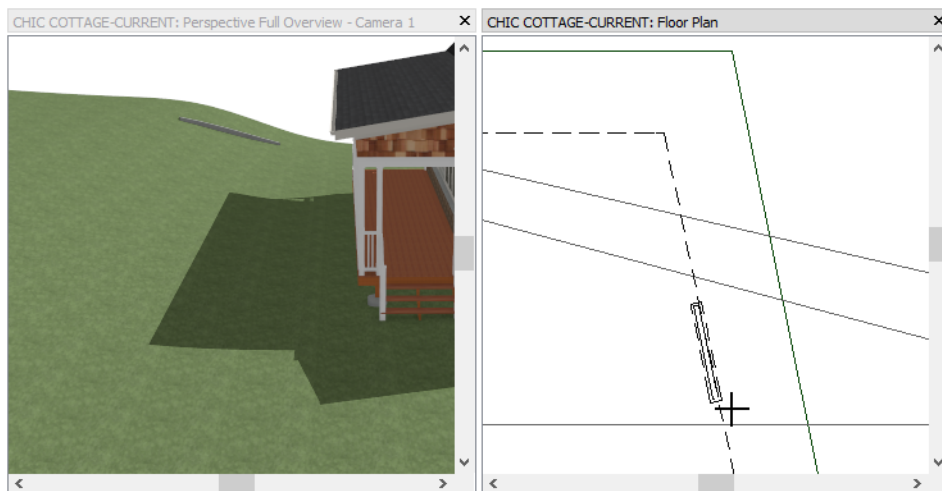 CHIC COTTAGE-CURRENT: Perspective Full Overview - Camera 1
CHIC COTTAGE-CURRENT: Floor Plan